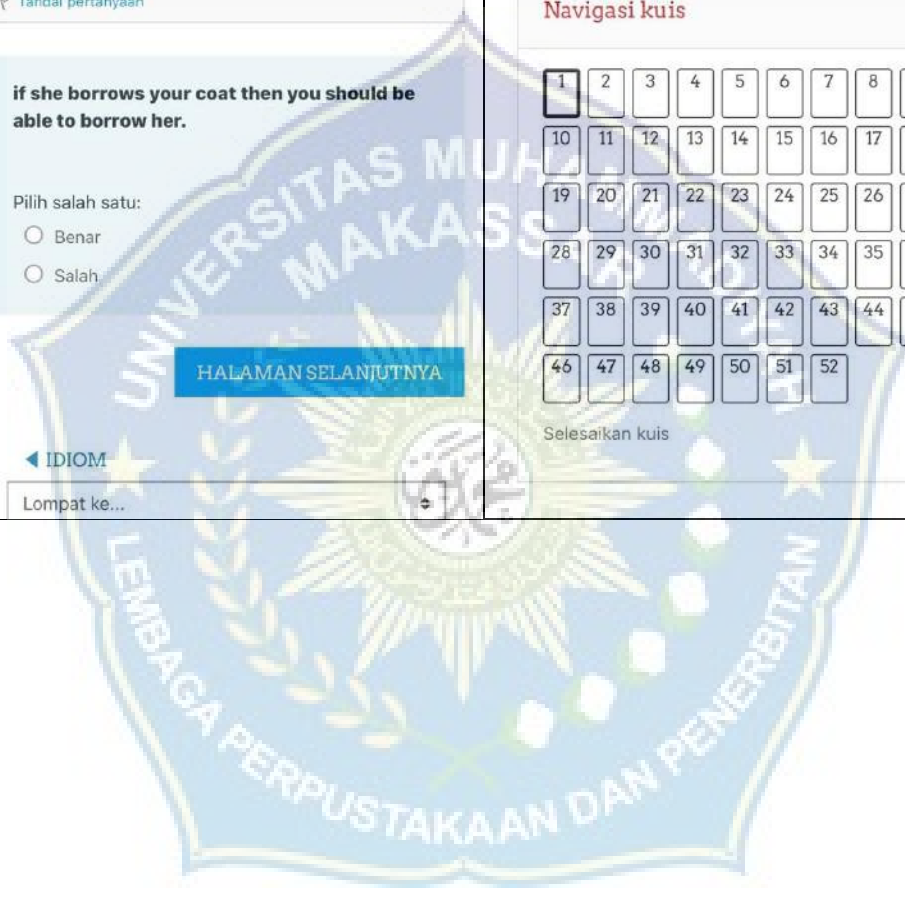 Tandai pertanyaan
if she borrows your coat then you should be
able to borrow her.
Pilih salah satu:
Benar
Salah
HALAMAN SELANJUTNYA
◀ IDIOM
Lompat ke...
Navigasi kuis
1 2 3 4 5 6 7 8
10 11 12 13 14 15 16 17
19 20 21 22 23 24 25 26
28 29 30 31 32 33 34 35
37 38 39 40 41 42 43 44
46 47 48 49 50 51 52
Selesaikan kuis
UNIVERSITAS MUHAMMADIYAH
MAKASSAR
LEMBAGA PERPUSTAKAAN DAN PENERBITAN